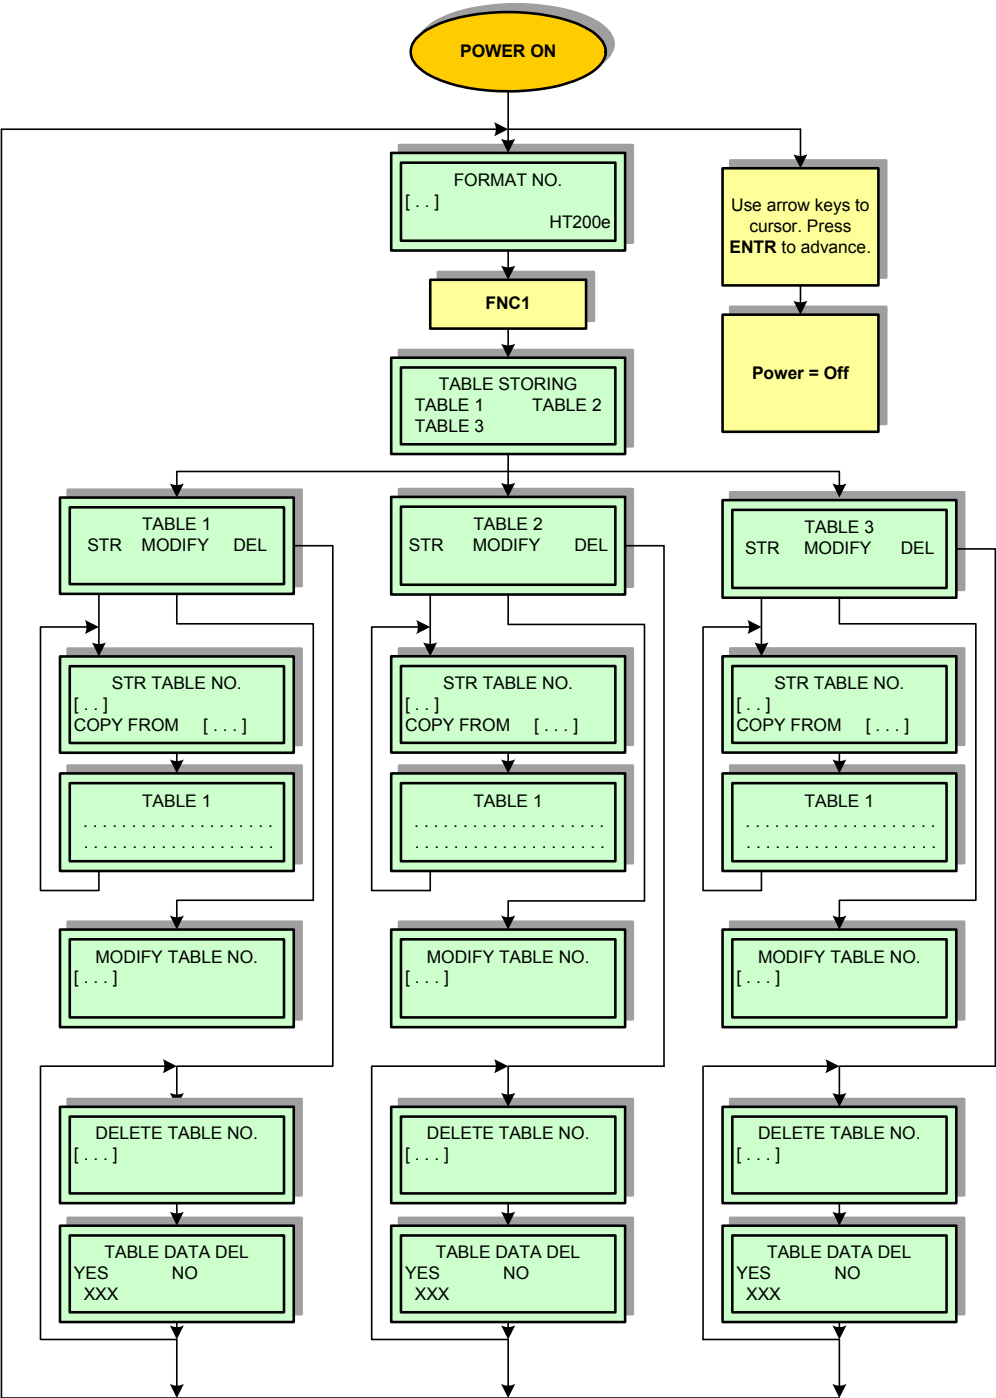 POWER ON
FORMAT NO.
[ . . ]
HT200e
Use arrow keys to
cursor. Press
ENTR to advance.
FNC1
Power = Off
TABLE STORING
TABLE 1 TABLE 2
TABLE 3
TABLE 1
STR MODIFY DEL
TABLE 2
STR MODIFY DEL
TABLE 3
STR MODIFY DEL
STR TABLE NO.
[ . . ]
COPY FROM [ . . . ]
STR TABLE NO.
[ . . ]
COPY FROM [ . . . ]
STR TABLE NO.
[ . . ]
COPY FROM [ . . . ]
TABLE 1
. . . . . . . . . . . . . . . . . . . .
. . . . . . . . . . . . . . . . . . . .
TABLE 1
. . . . . . . . . . . . . . . . . . . .
. . . . . . . . . . . . . . . . . . . .
TABLE 1
. . . . . . . . . . . . . . . . . . . .
. . . . . . . . . . . . . . . . . . . .
MODIFY TABLE NO.
[ . . . ]
MODIFY TABLE NO.
[ . . . ]
MODIFY TABLE NO.
[ . . . ]
DELETE TABLE NO.
[ . . . ]
DELETE TABLE NO.
[ . . . ]
DELETE TABLE NO.
[ . . . ]
TABLE DATA DEL
YES NO
XXX
TABLE DATA DEL
YES NO
XXX
TABLE DATA DEL
YES NO
XXX